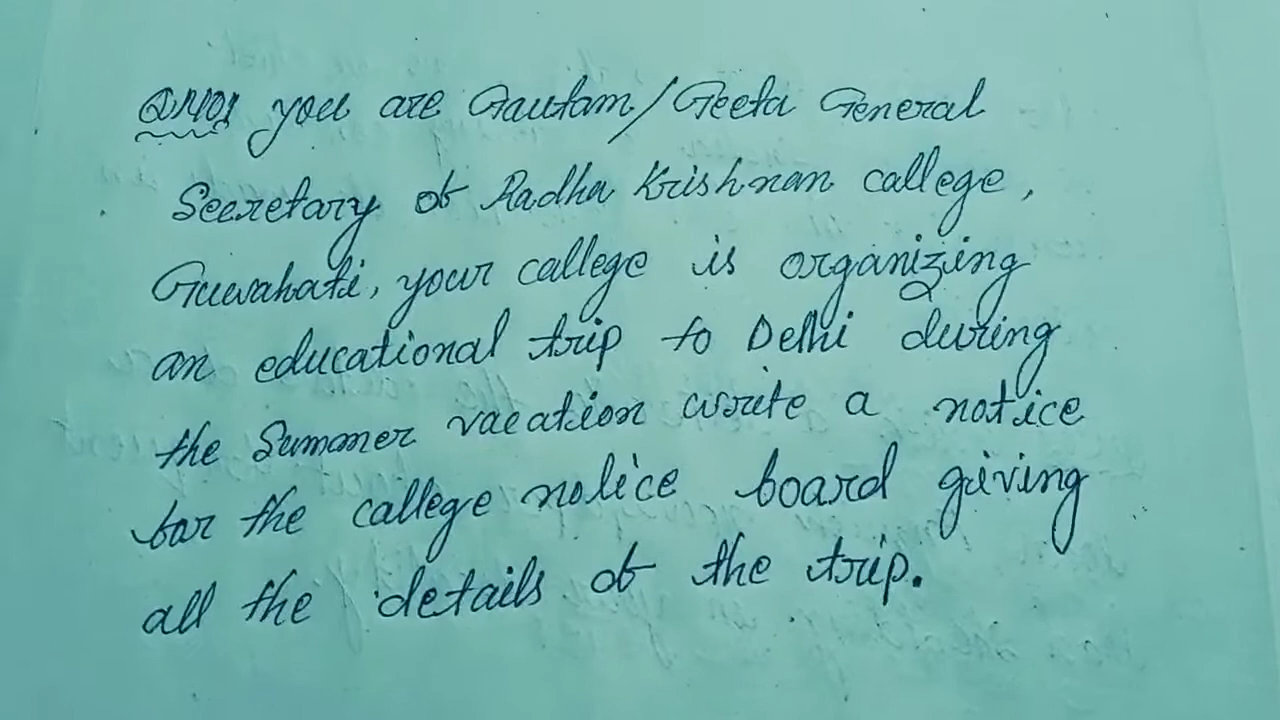 Q.No1 you are Gautam/Geeta General
Secretary of Radha Krishnan callege,
Guwahati, your callege is organizing
an educational trip to Delhi during
the Summer vacation write a notice
for the callege notice board giving
all the details of the trip.